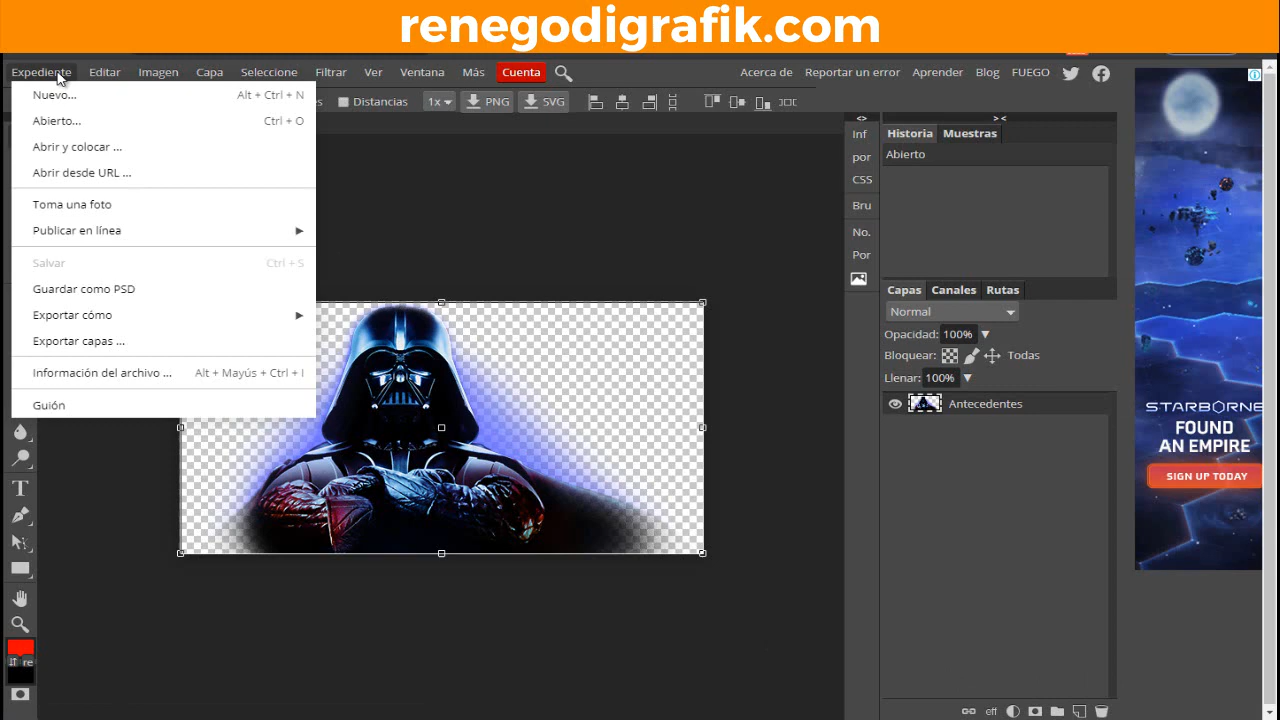 renegodigrafik.com
Expediente Editar Imagen Capa Seleccione Filtrar Ver Ventana Más Cuenta Acerca de Reportar un error Aprender Blog FUEGO
es Distancias 1x PNG SVG
Nuevo... Alt + Ctrl + N
Abierto... Ctrl + O
Abrir y colocar ...
Abrir desde URL ...
Toma una foto
Publicar en línea
Salvar Ctrl + S
Guardar como PSD
Exportar cómo
Exportar capas ...
Información del archivo ... Alt + Mayús + Ctrl + I
Guión
re
Inf
por
CSS
Bru
No.
Por
Historia Muestras
Abierto
Capas Canales Rutas
Normal
Opacidad: 100%
Bloquear: Todas
Llenar: 100%
Antecedentes
eff
STARBORNE
FOUND
AN EMPIRE
SIGN UP TODAY